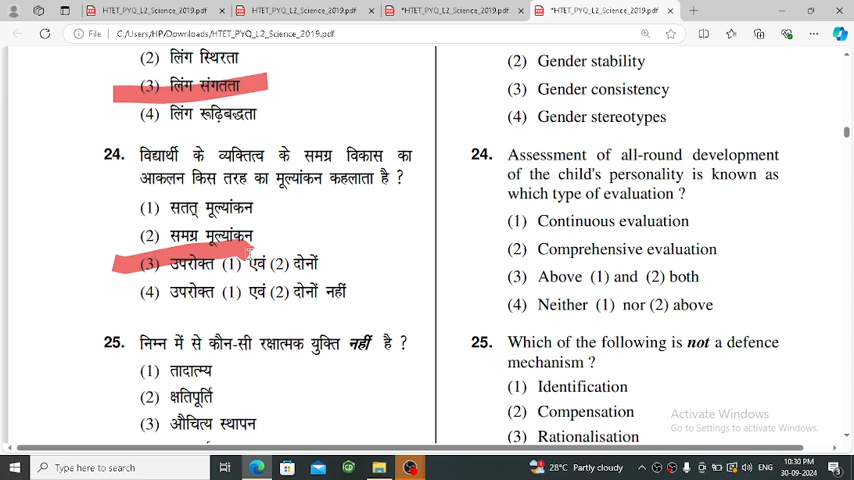 HTET_PYQ_L2_Science_2019.pdf
HTET_PYQ_L2_Science_2019.pdf
*HTET_PYQ_L2_Science_2019.pdf
*HTET_PYQ_L2_Science_2019.pdf
File
C:/Users/HP/Downloads/HTET_PYQ_L2_Science_2019.pdf
(2) लिंग स्थिरता
(3) लिंग संगतता
(4) लिंग रूढ़िबद्धता
24. विद्यार्थी के व्यक्तित्व के समग्र विकास का
आकलन किस तरह का मूल्यांकन कहलाता है ?
(1) सतत् मूल्यांकन
(2) समग्र मूल्यांकन
(3) उपरोक्त (1) एवं (2) दोनों
(4) उपरोक्त (1) एवं (2) दोनों नहीं
25. निम्न में से कौन-सी रक्षात्मक युक्ति नहीं है ?
(1) तादात्म्य
(2) क्षतिपूर्ति
(3) औचित्य स्थापन
(2) Gender stability
(3) Gender consistency
(4) Gender stereotypes
24. Assessment of all-round development
of the child's personality is known as
which type of evaluation ?
(1) Continuous evaluation
(2) Comprehensive evaluation
(3) Above (1) and (2) both
(4) Neither (1) nor (2) above
25. Which of the following is not a defence
mechanism ?
(1) Identification
(2) Compensation
(3) Rationalisation
Activate Windows
Go to Settings to activate Windows.
Type here to search
28°C Partly cloudy
ENG
10:30 PM
30-09-2024
3